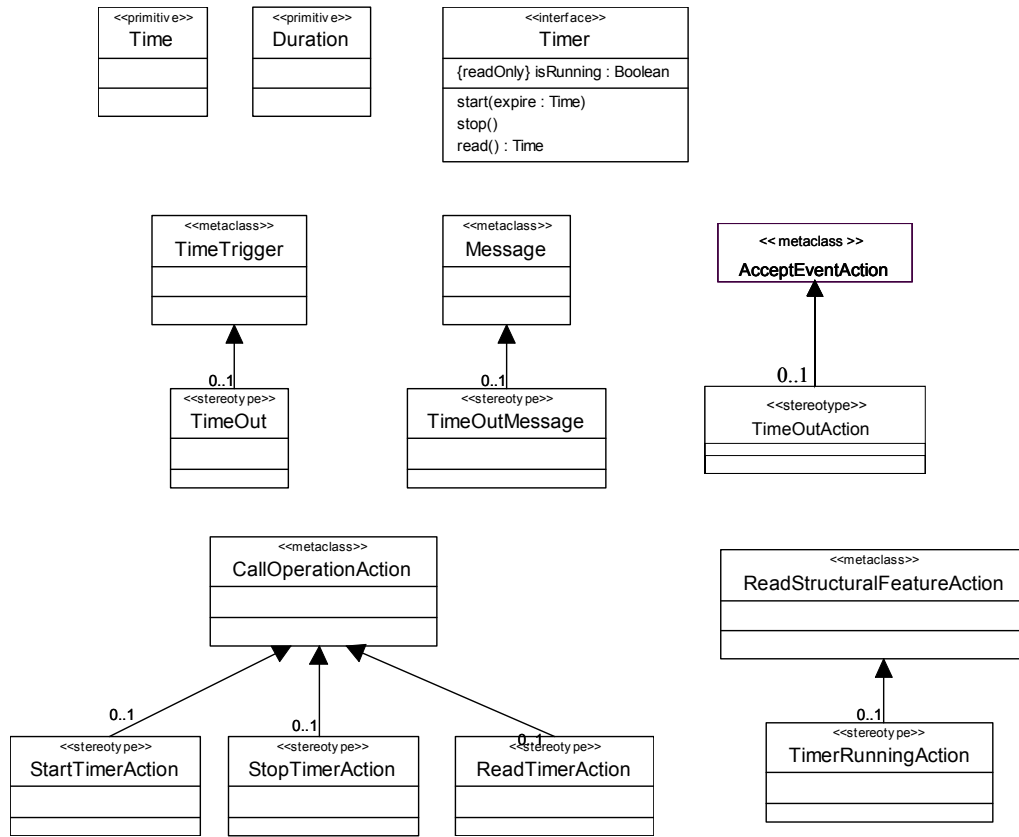 <<primitive>>
Time
<<primitive>>
Duration
<<interface>>
Timer
{readOnly} isRunning : Boolean
start(expire : Time)
stop()
read() : Time
<<metaclass>>
TimeTrigger
<<metaclass>>
Message
<< metaclass >>
AcceptEventAction
0..1
0..1
0..1
<<stereotype>>
TimeOut
<<stereotype>>
TimeOutMessage
<<stereotype>>
TimeOutAction
<<metaclass>>
CallOperationAction
<<metaclass>>
ReadStructuralFeatureAction
0..1
0..1
0..1
0..1
<<stereotype>>
StartTimerAction
<<stereotype>>
StopTimerAction
<<stereotype>>
ReadTimerAction
<<stereotype>>
TimerRunningAction